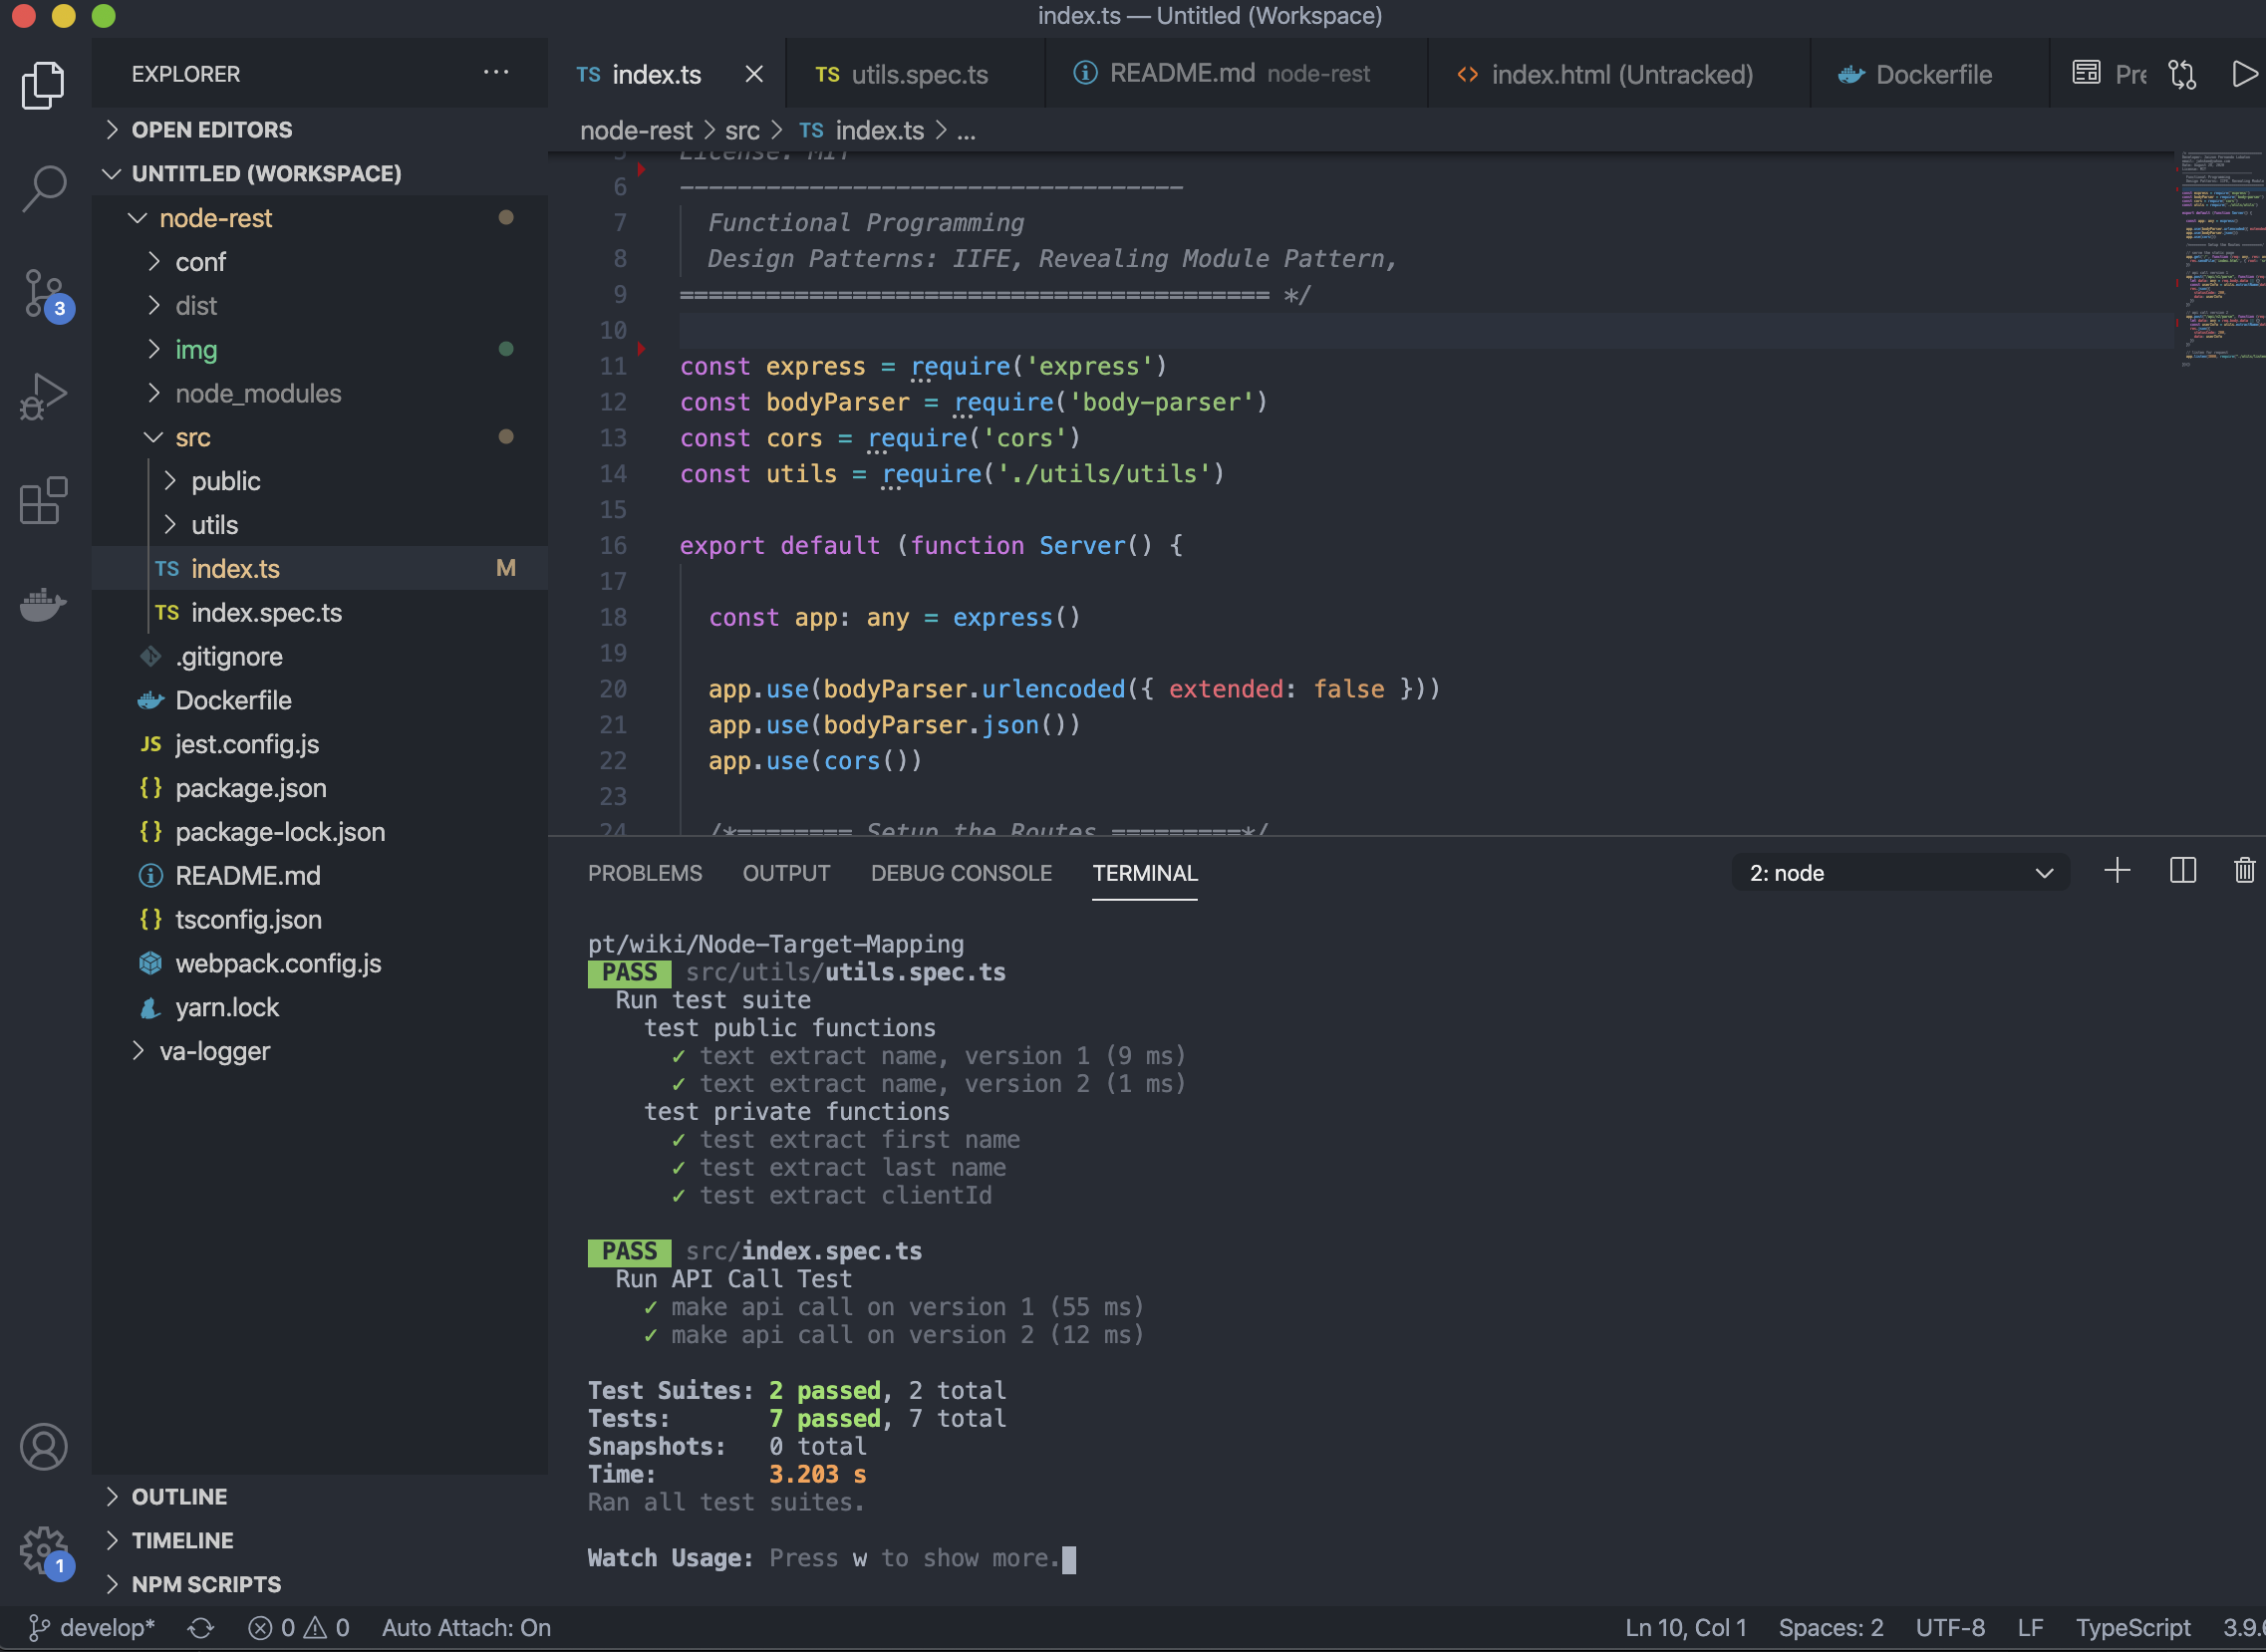 index.ts — Untitled (Workspace)
EXPLORER
OPEN EDITORS
UNTITLED (WORKSPACE)
node-rest
conf
dist
img
node_modules
src
public
utils
TS index.ts M
TS index.spec.ts
.gitignore
Dockerfile
JS jest.config.js
{} package.json
{} package-lock.json
README.md
{} tsconfig.json
webpack.config.js
yarn.lock
va-logger
OUTLINE
TIMELINE
NPM SCRIPTS
3
1
TS index.ts
TS utils.spec.ts
README.md node-rest
<> index.html (Untracked)
Dockerfile
Pre
node-rest > src > TS index.ts > ...
5 License: MIT
6 -----------------------------------
7 Functional Programming
8 Design Patterns: IIFE, Revealing Module Pattern,
9 ========================================= */
10
11 const express = require('express')
12 const bodyParser = require('body-parser')
13 const cors = require('cors')
14 const utils = require('./utils/utils')
15
16 export default (function Server() {
17
18 const app: any = express()
19
20 app.use(bodyParser.urlencoded({ extended: false }))
21 app.use(bodyParser.json())
22 app.use(cors())
23
24 /*======== Setup the Routes =========*/
PROBLEMS
OUTPUT
DEBUG CONSOLE
TERMINAL
2: node
pt/wiki/Node-Target-Mapping
PASS src/utils/utils.spec.ts
Run test suite
test public functions
✓ text extract name, version 1 (9 ms)
✓ text extract name, version 2 (1 ms)
test private functions
✓ test extract first name
✓ test extract last name
✓ test extract clientId
PASS src/index.spec.ts
Run API Call Test
✓ make api call on version 1 (55 ms)
✓ make api call on version 2 (12 ms)
Test Suites: 2 passed, 2 total
Tests: 7 passed, 7 total
Snapshots: 0 total
Time: 3.203 s
Ran all test suites.
Watch Usage: Press w to show more.
develop* 0 0 Auto Attach: On Ln 10, Col 1 Spaces: 2 UTF-8 LF TypeScript 3.9.